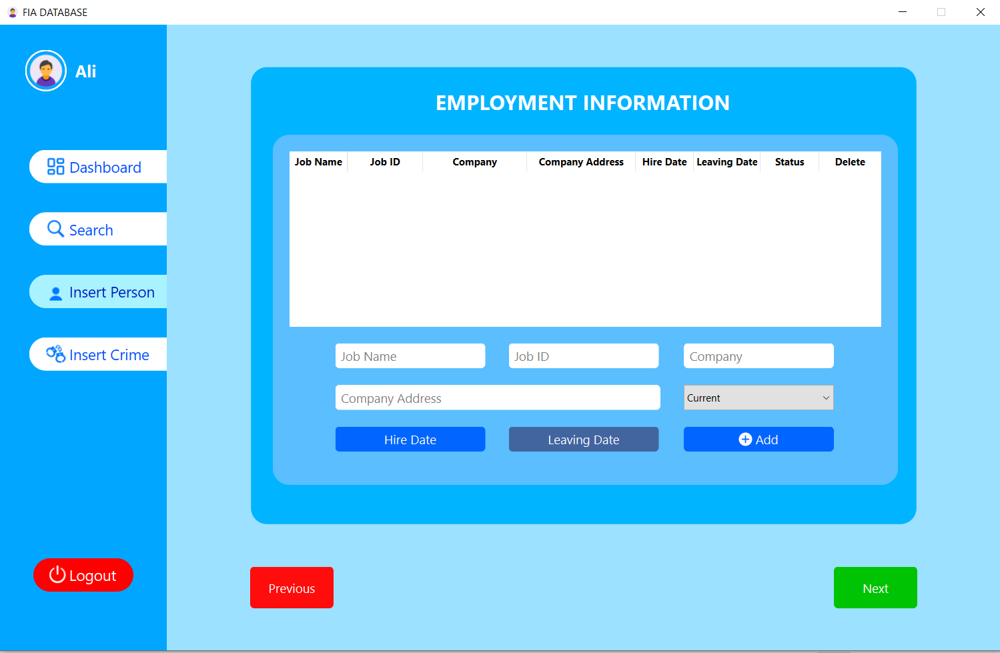 FIA DATABASE
Ali
Dashboard
Search
Insert Person
Insert Crime
Logout
EMPLOYMENT INFORMATION
Job Name Job ID Company Company Address Hire Date Leaving Date Status Delete
Job Name Job ID Company
Company Address Current
Hire Date Leaving Date Add
Previous Next